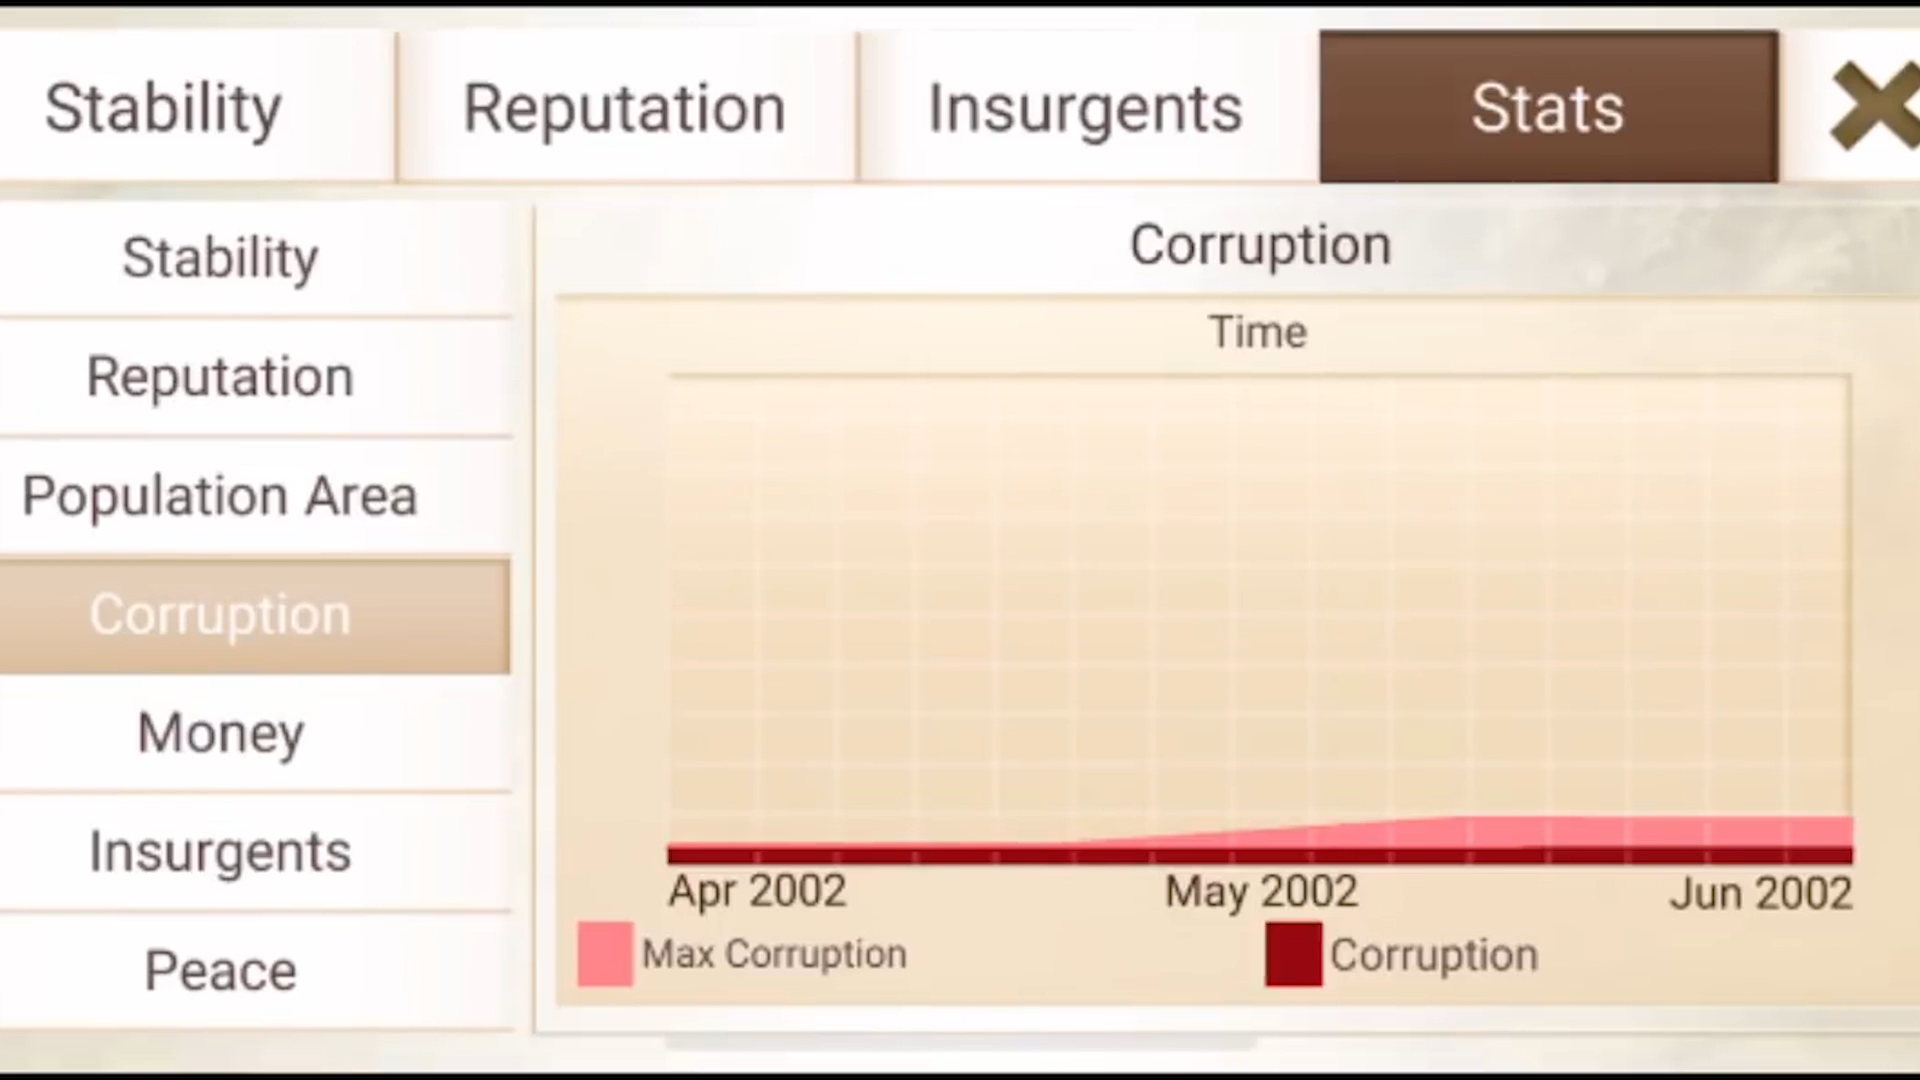 Stability
Reputation
Insurgents
Stats
Stability
Reputation
Population Area
Corruption
Money
Insurgents
Peace
Corruption
Time
Apr 2002
May 2002
Jun 2002
Max Corruption
Corruption